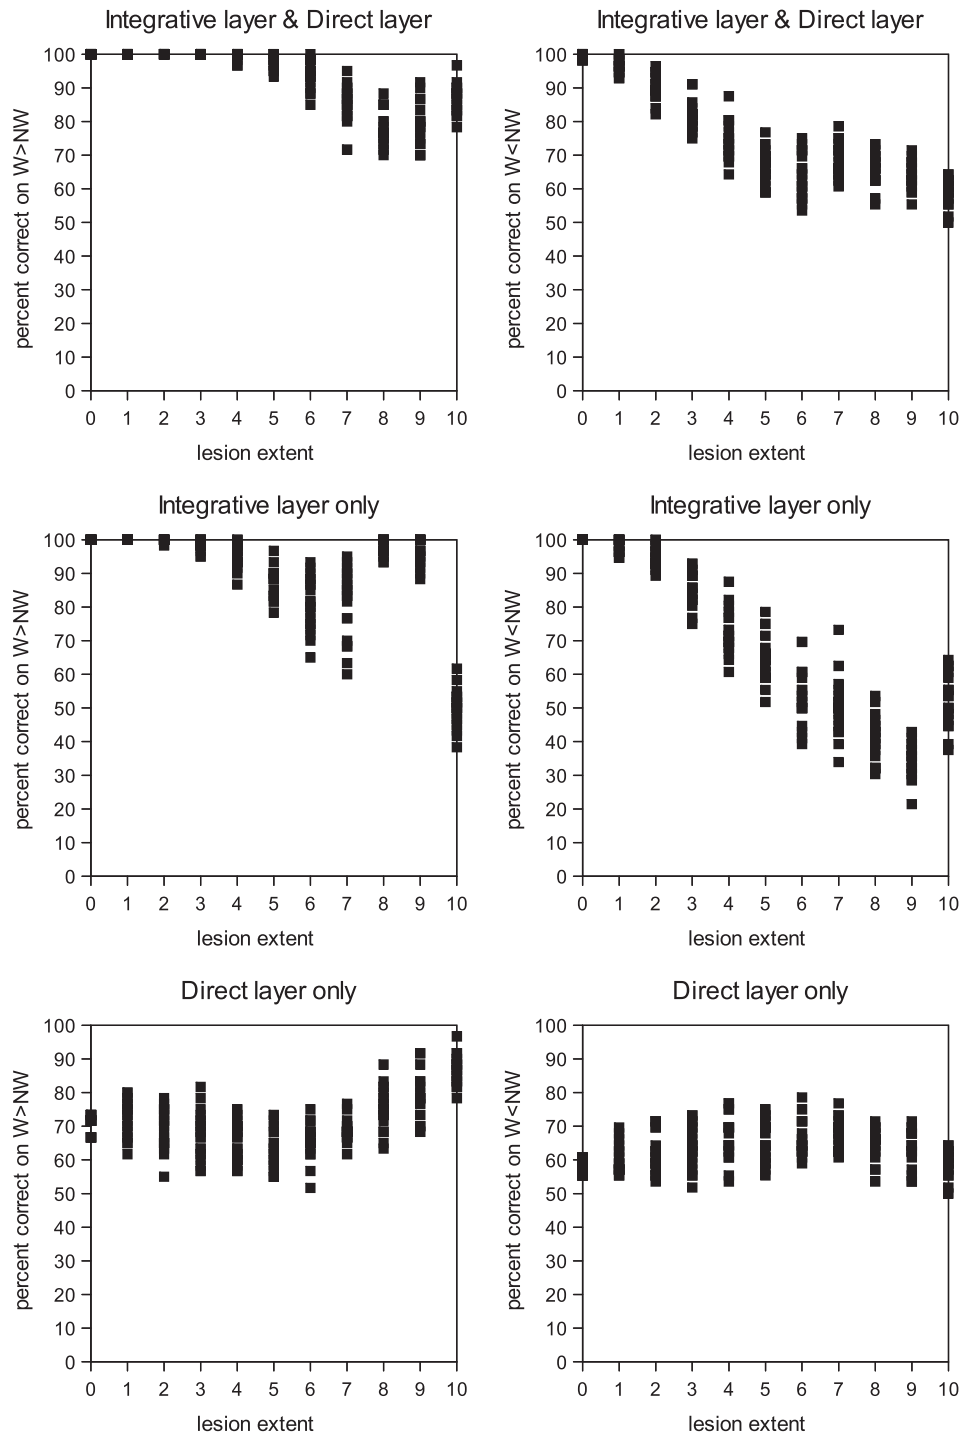 Integrative layer & Direct layer
percent correct on W>NW
100
90
80
70
60
50
40
30
20
10
0
0 1 2 3 4 5 6 7 8 9 10
lesion extent
Integrative layer & Direct layer
percent correct on W<NW
100
90
80
70
60
50
40
30
20
10
0
0 1 2 3 4 5 6 7 8 9 10
lesion extent
Integrative layer only
percent correct on W>NW
100
90
80
70
60
50
40
30
20
10
0
0 1 2 3 4 5 6 7 8 9 10
lesion extent
Integrative layer only
percent correct on W<NW
100
90
80
70
60
50
40
30
20
10
0
0 1 2 3 4 5 6 7 8 9 10
lesion extent
Direct layer only
percent correct on W>NW
100
90
80
70
60
50
40
30
20
10
0
0 1 2 3 4 5 6 7 8 9 10
lesion extent
Direct layer only
percent correct on W<NW
100
90
80
70
60
50
40
30
20
10
0
0 1 2 3 4 5 6 7 8 9 10
lesion extent